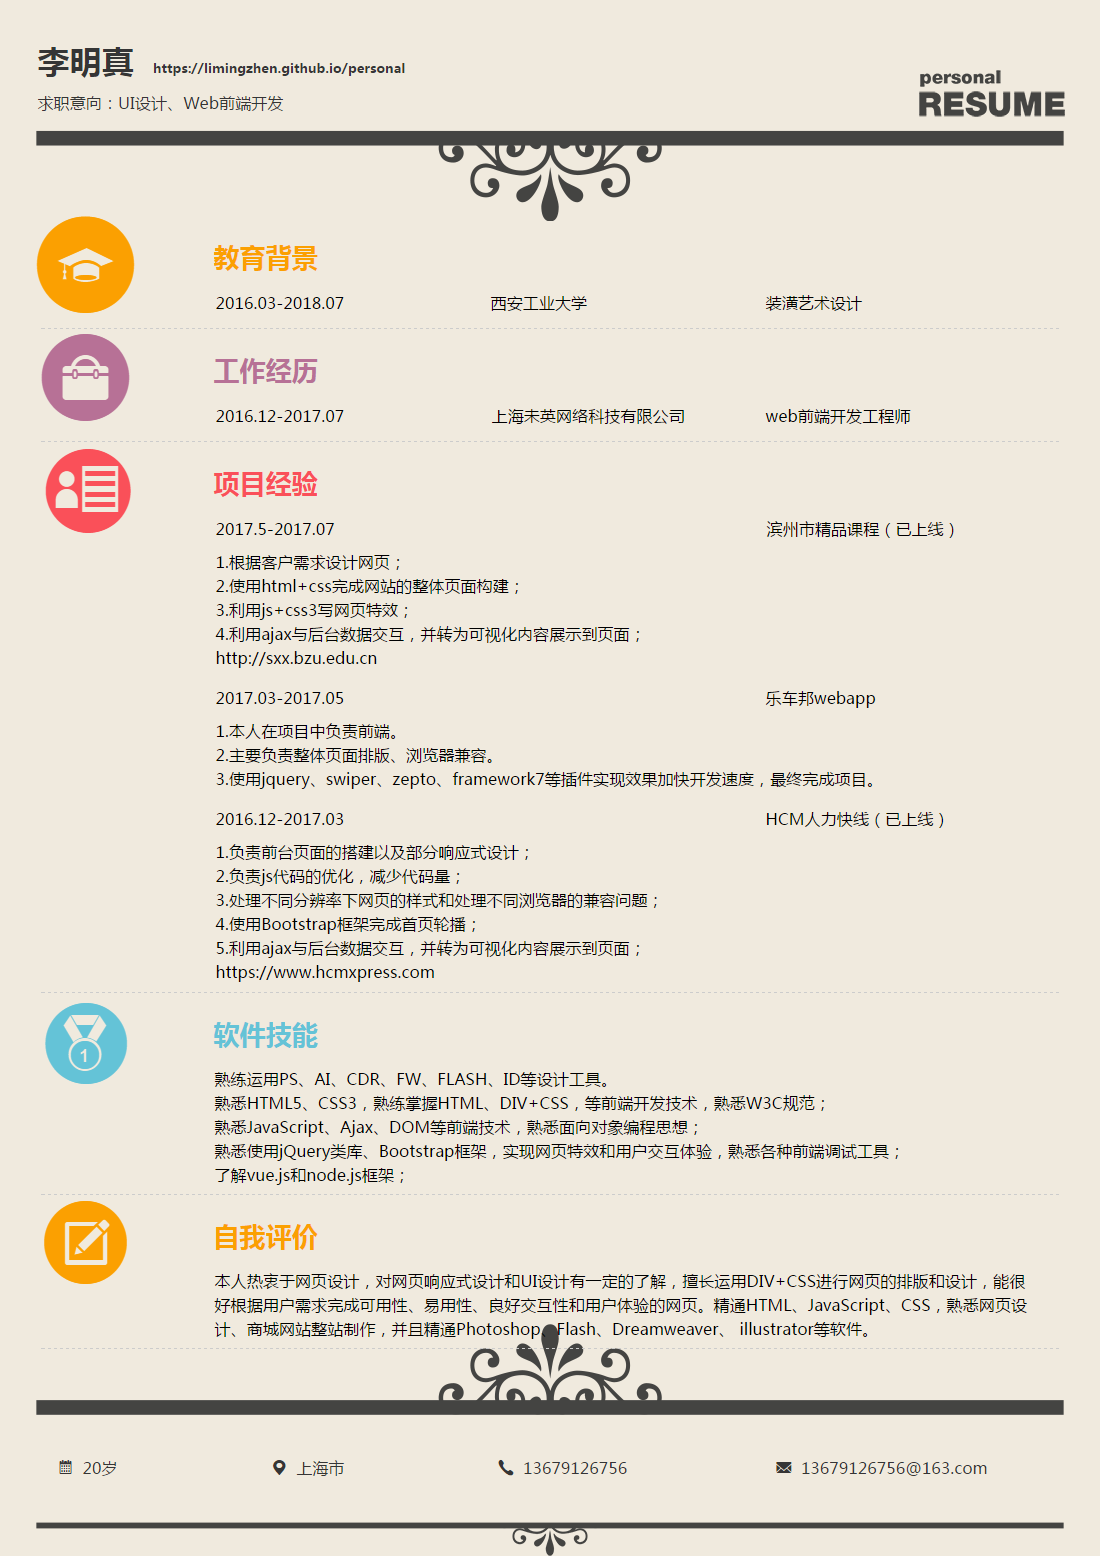 李明真 https://limingzhen.github.io/personal
求职意向：UI设计、Web前端开发
personal
RESUME
教育背景
2016.03-2018.07 西安工业大学 装潢艺术设计
工作经历
2016.12-2017.07 上海未英网络科技有限公司 web前端开发工程师
项目经验
2017.5-2017.07 滨州市精品课程（已上线）
1.根据客户需求设计网页；
2.使用html+css完成网站的整体页面构建；
3.利用js+css3写网页特效；
4.利用ajax与后台数据交互，并转为可视化内容展示到页面；
http://sxx.bzu.edu.cn
2017.03-2017.05 乐车邦webapp
1.本人在项目中负责前端。
2.主要负责整体页面排版、浏览器兼容。
3.使用jquery、swiper、zepto、framework7等插件实现效果加快开发速度，最终完成项目。
2016.12-2017.03 HCM人力快线（已上线）
1.负责前台页面的搭建以及部分响应式设计；
2.负责js代码的优化，减少代码量；
3.处理不同分辨率下网页的样式和处理不同浏览器的兼容问题；
4.使用Bootstrap框架完成首页轮播；
5.利用ajax与后台数据交互，并转为可视化内容展示到页面；
https://www.hcmxpress.com
1
软件技能
熟练运用PS、AI、CDR、FW、FLASH、ID等设计工具。
熟悉HTML5、CSS3，熟练掌握HTML、DIV+CSS，等前端开发技术，熟悉W3C规范；
熟悉JavaScript、Ajax、DOM等前端技术，熟悉面向对象编程思想；
熟悉使用jQuery类库、Bootstrap框架，实现网页特效和用户交互体验，熟悉各种前端调试工具；
了解vue.js和node.js框架；
自我评价
本人热衷于网页设计，对网页响应式设计和UI设计有一定的了解，擅长运用DIV+CSS进行网页的排版和设计，能很
好根据用户需求完成可用性、易用性、良好交互性和用户体验的网页。精通HTML、JavaScript、CSS，熟悉网页设
计、商城网站整站制作，并且精通Photoshop、Flash、Dreamweaver、 illustrator等软件。
20岁 上海市 13679126756 13679126756@163.com